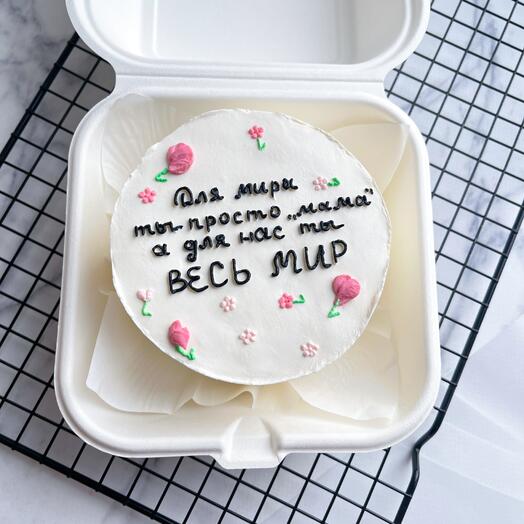 Для мира
ты просто „мама”
а для нас ты
ВЕСЬ МИР